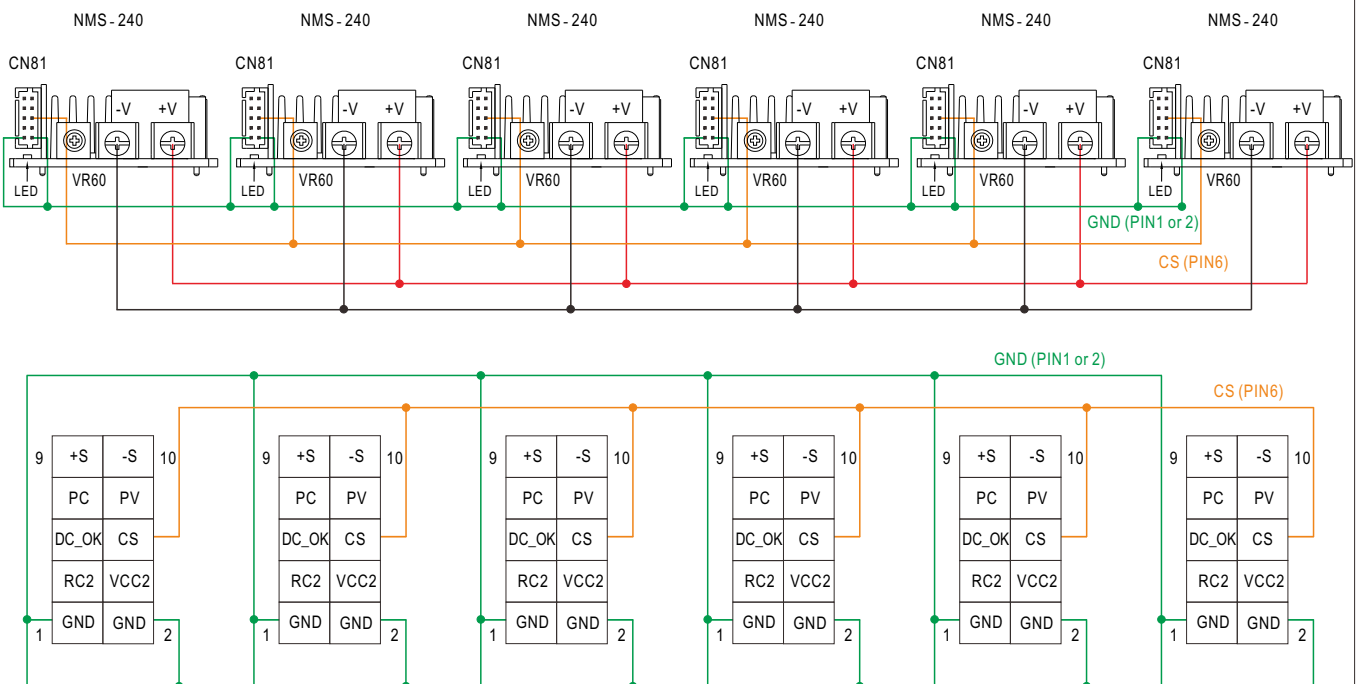 NMS-240 NMS-240 NMS-240 NMS-240 NMS-240 NMS-240
CN81 CN81 CN81 CN81 CN81 CN81
-V +V -V +V -V +V -V +V -V +V -V +V
LED VR60 LED VR60 LED VR60 LED VR60 LED VR60 LED VR60
GND (PIN1 or 2)
CS (PIN6)
GND (PIN1 or 2)
CS (PIN6)
9 +S -S 10 9 +S -S 10 9 +S -S 10 9 +S -S 10 9 +S -S 10 9 +S -S 10
PC PV PC PV PC PV PC PV PC PV PC PV
DC_OK CS DC_OK CS DC_OK CS DC_OK CS DC_OK CS DC_OK CS
RC2 VCC2 RC2 VCC2 RC2 VCC2 RC2 VCC2 RC2 VCC2 RC2 VCC2
1 GND GND 2 1 GND GND 2 1 GND GND 2 1 GND GND 2 1 GND GND 2 1 GND GND 2